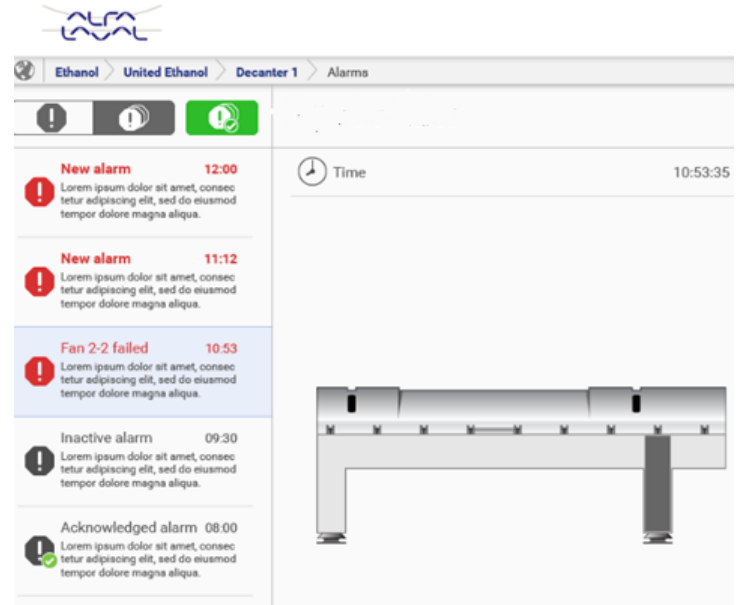 ALFA
LAVAL
Ethanol United Ethanol Decanter 1 Alarms
New alarm 12:00
Lorem ipsum dolor sit amet, consec
tetur adipiscing elit, sed do eiusmod
tempor dolore magna aliqua.
New alarm 11:12
Lorem ipsum dolor sit amet, consec
tetur adipiscing elit, sed do eiusmod
tempor dolore magna aliqua.
Fan 2-2 failed 10:53
Lorem ipsum dolor sit amet, consec
tetur adipiscing elit, sed do eiusmod
tempor dolore magna aliqua.
Inactive alarm 09:30
Lorem ipsum dolor sit amet, consec
tetur adipiscing elit, sed do eiusmod
tempor dolore magna aliqua.
Acknowledged alarm 08:00
Lorem ipsum dolor sit amet, consec
tetur adipiscing elit, sed do eiusmod
tempor dolore magna aliqua.
Time 10:53:35